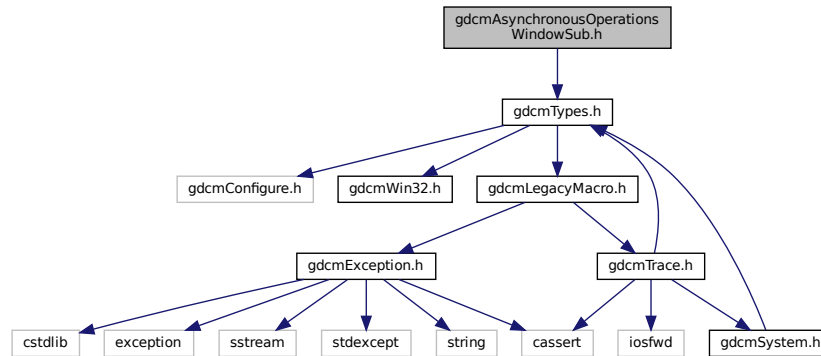 gdcmAsynchronousOperations
WindowSub.h
gdcmTypes.h
gdcmConfigure.h
gdcmWin32.h
gdcmLegacyMacro.h
gdcmException.h
gdcmTrace.h
cstdlib
exception
sstream
stdexcept
string
cassert
iosfwd
gdcmSystem.h